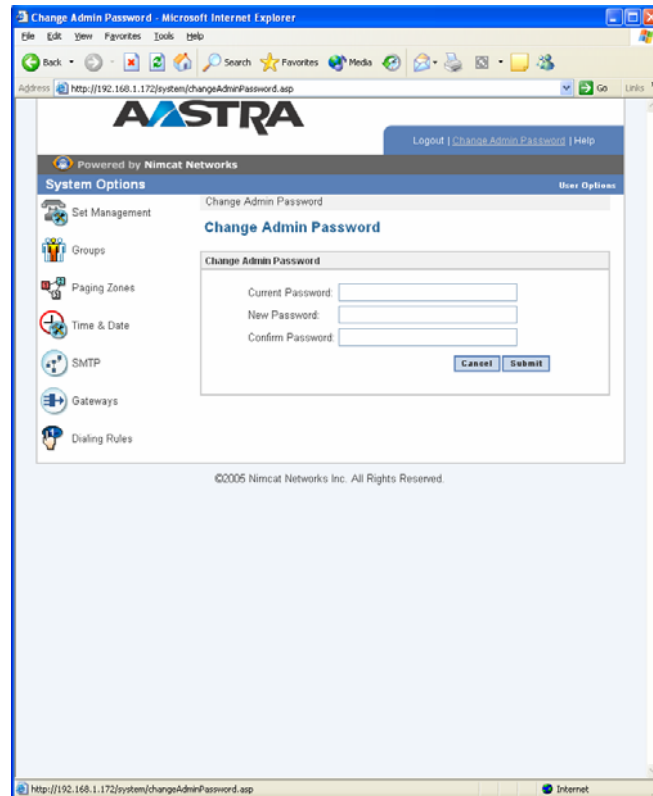 Change Admin Password - Microsoft Internet Explorer
File Edit View Favorites Tools Help
Back Search Favorites Media
Address http://192.168.1.172/system/changeAdminPassword.asp Go Links
AASTRA
Logout | Change Admin Password | Help
Powered by Nimcat Networks
System Options User Options
Set Management
Groups
Paging Zones
Time & Date
SMTP
Gateways
Dialing Rules
Change Admin Password
Change Admin Password
Change Admin Password
Current Password:
New Password:
Confirm Password:
Cancel Submit
©2005 Nimcat Networks Inc. All Rights Reserved.
http://192.168.1.172/system/changeAdminPassword.asp Internet